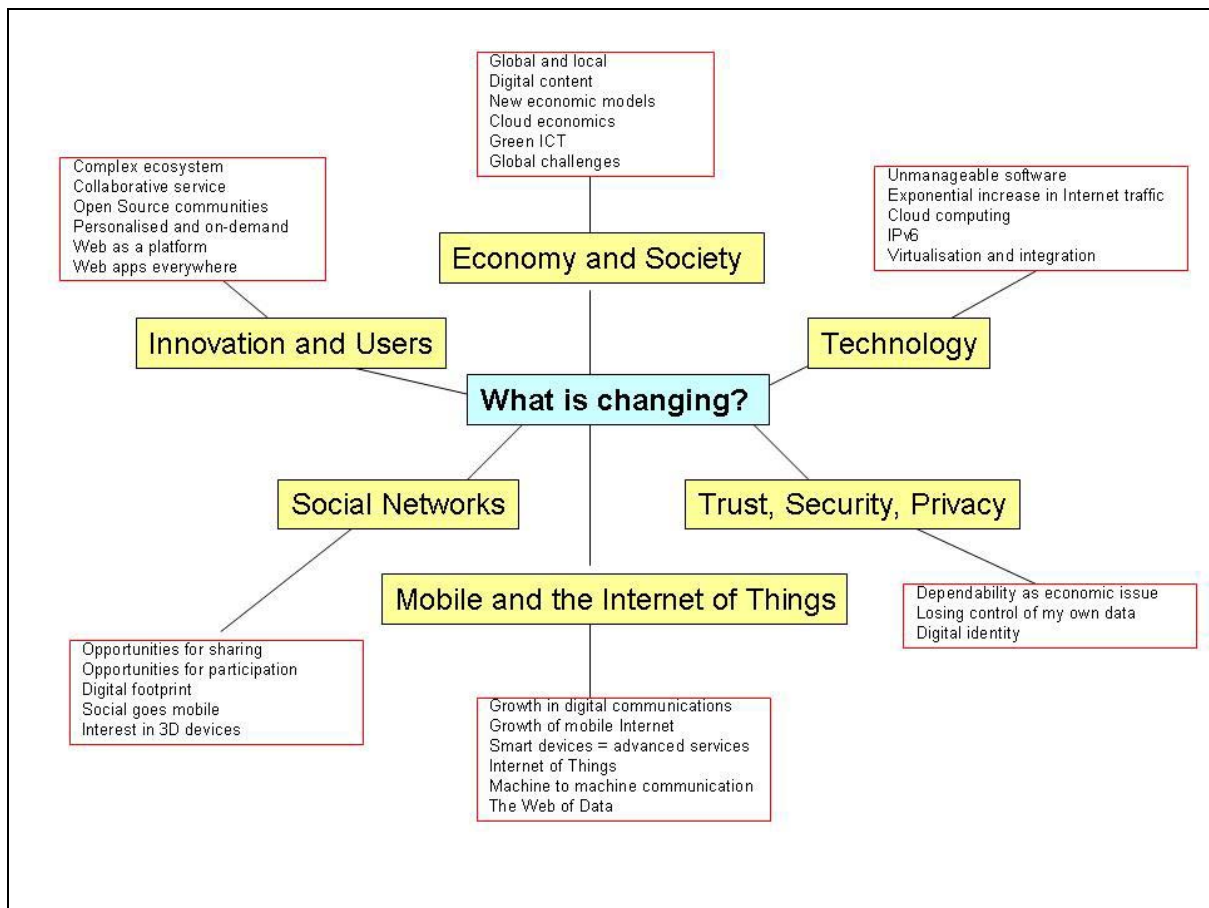 Global and local
Digital content
New economic models
Cloud economics
Green ICT
Global challenges
Economy and Society
Complex ecosystem
Collaborative service
Open Source communities
Personalised and on-demand
Web as a platform
Web apps everywhere
Innovation and Users
Unmanageable software
Exponential increase in Internet traffic
Cloud computing
IPv6
Virtualisation and integration
Technology
What is changing?
Social Networks
Opportunities for sharing
Opportunities for participation
Digital footprint
Social goes mobile
Interest in 3D devices
Trust, Security, Privacy
Dependability as economic issue
Losing control of my own data
Digital identity
Mobile and the Internet of Things
Growth in digital communications
Growth of mobile Internet
Smart devices = advanced services
Internet of Things
Machine to machine communication
The Web of Data